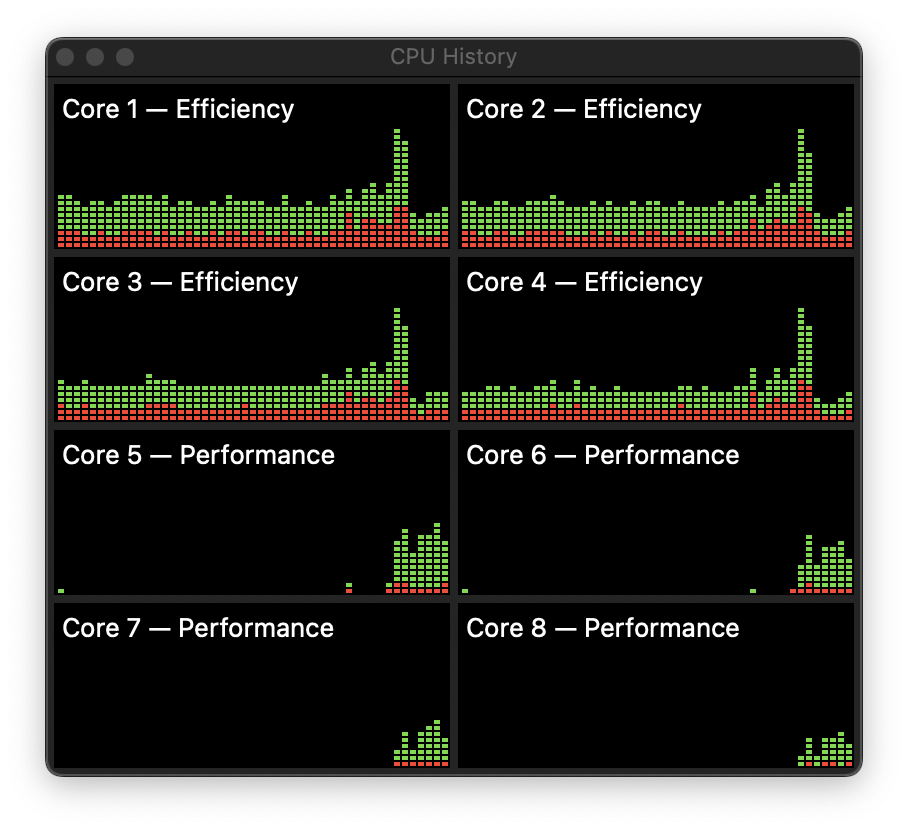 CPU History
Core 1 — Efficiency
Core 2 — Efficiency
Core 3 — Efficiency
Core 4 — Efficiency
Core 5 — Performance
Core 6 — Performance
Core 7 — Performance
Core 8 — Performance